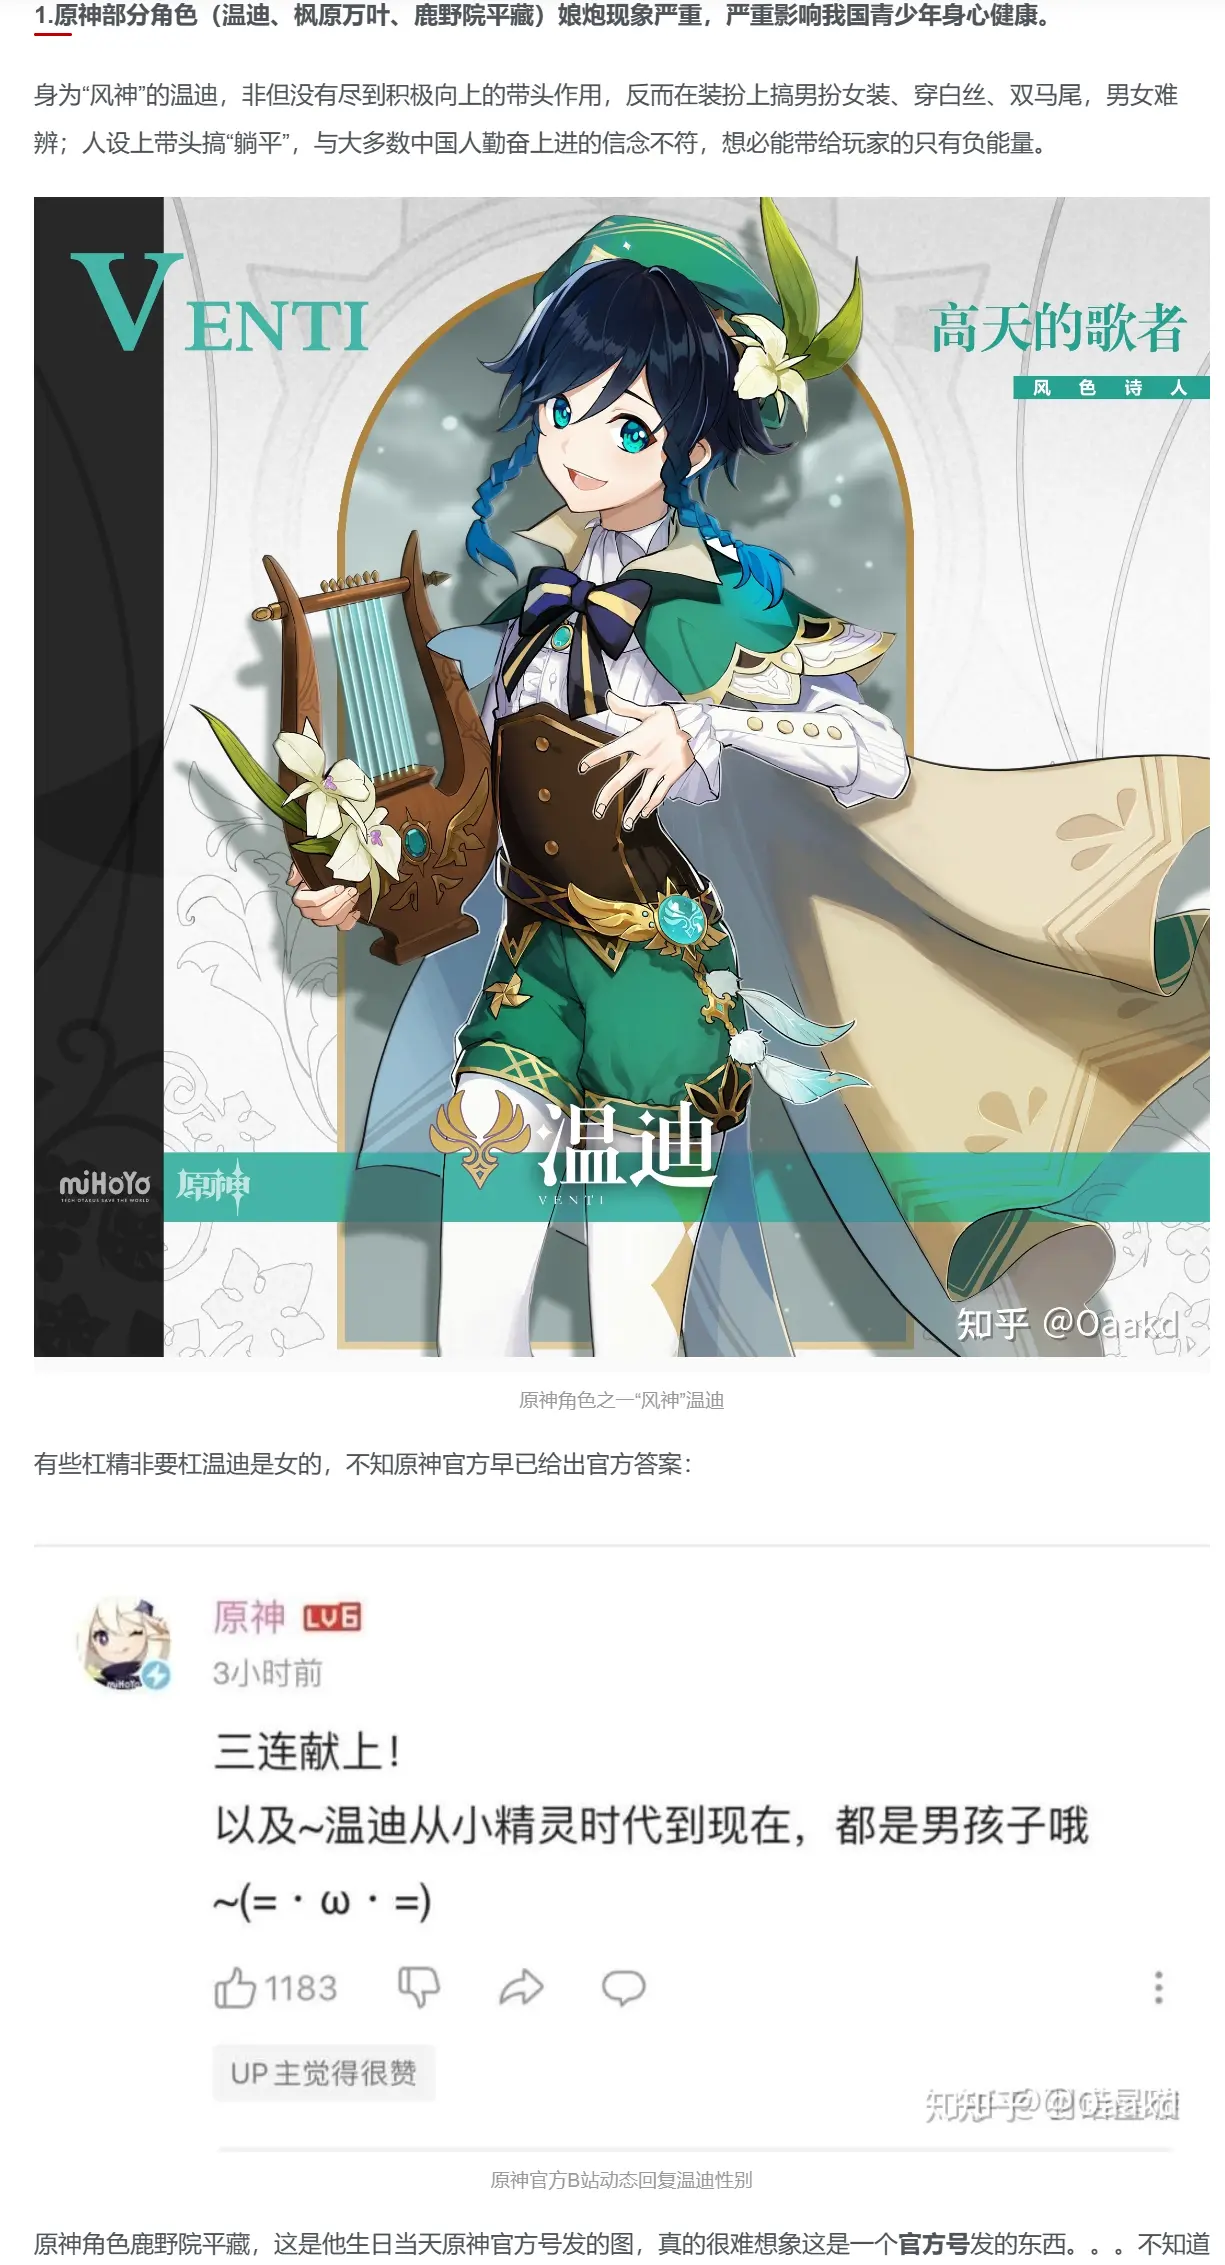 1.原神部分角色（温迪、枫原万叶、鹿野院平藏）娘炮现象严重，严重影响我国青少年身心健康。
身为“风神”的温迪，非但没有尽到积极向上的带头作用，反而在装扮上搞男扮女装、穿白丝、双马尾，男女难
辨；人设上带头搞“躺平”，与大多数中国人勤奋上进的信念不符，想必能带给玩家的只有负能量。
VENTI
高天的歌者
风色诗人
温迪
VENTI
miHoYo
TECH OTAKUS SAVE THE WORLD
原神
知乎 @Oaakd
原神角色之一“风神”温迪
有些杠精非要杠温迪是女的，不知原神官方早已给出官方答案：
原神 LV6
3小时前
miHoYo
三连献上！
以及~温迪从小精灵时代到现在，都是男孩子哦
~(=・ω・=)
1183
UP主觉得很赞
知乎 @Oaakd
原神官方B站动态回复温迪性别
原神角色鹿野院平藏，这是他生日当天原神官方号发的图，真的很难想象这是一个官方号发的东西。。。不知道